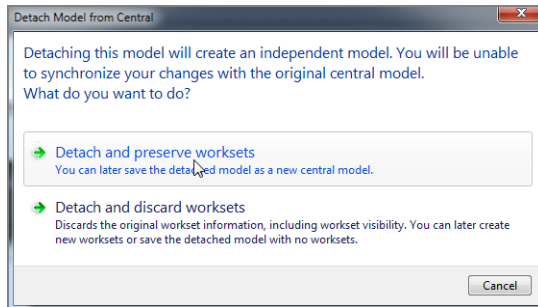 Detach Model from Central
Detaching this model will create an independent model. You will be unable
to synchronize your changes with the original central model.
What do you want to do?
Detach and preserve worksets
You can later save the detached model as a new central model.
Detach and discard worksets
Discards the original workset information, including workset visibility. You can later create
new worksets or save the detached model with no worksets.
Cancel